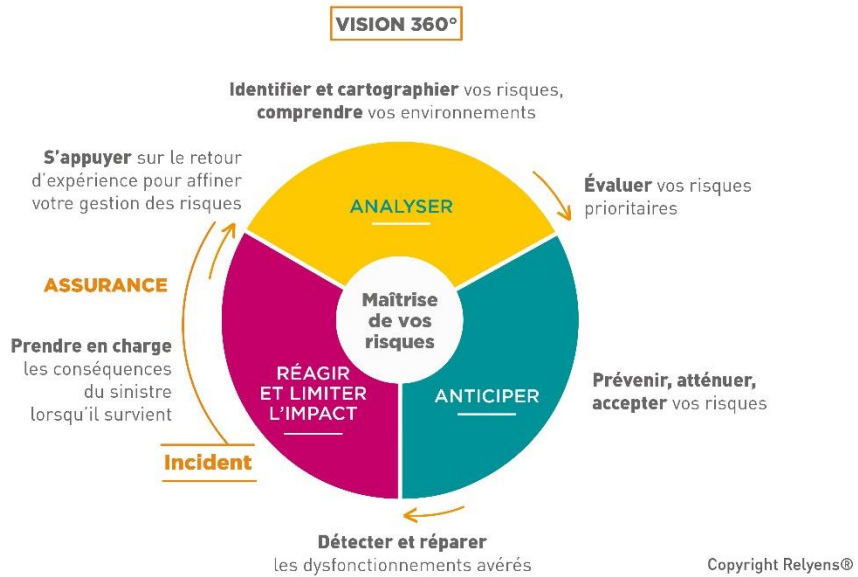 VISION 360°
Identifier et cartographier vos risques,
comprendre vos environnements
S'appuyer sur le retour
d'expérience pour affiner
votre gestion des risques
ANALYSER
Évaluer vos risques
prioritaires
ASSURANCE
Maîtrise
de vos
risques
Prendre en charge
les conséquences
du sinistre
lorsqu'il survient
RÉAGIR
ET LIMITER
L'IMPACT
ANTICIPER
Prévenir, atténuer,
accepter vos risques
Incident
Détecter et réparer
les dysfonctionnements avérés
Copyright Relyens®